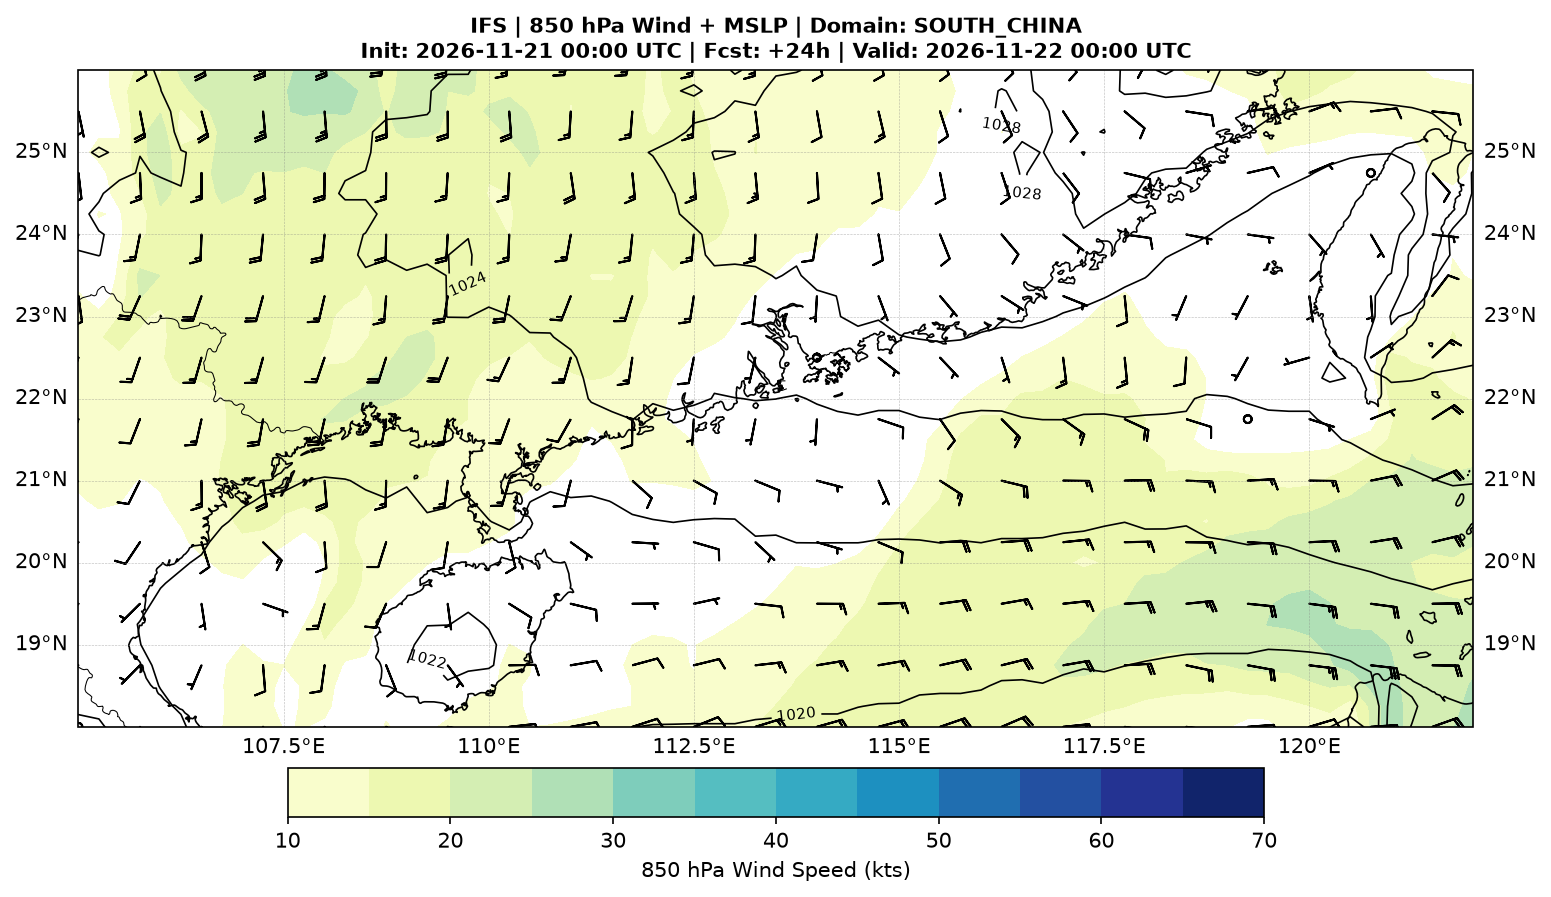 IFS | 850 hPa Wind + MSLP | Domain: SOUTH_CHINA
Init: 2026-11-21 00:00 UTC | Fcst: +24h | Valid: 2026-11-22 00:00 UTC
1028
25°N
25°N
1028
24°N
24°N
1024
23°N
23°N
22°N
22°N
21°N
21°N
20°N
20°N
19°N
19°N
1022
1020
107.5°E
110°E
112.5°E
115°E
117.5°E
120°E
10
20
30
40
50
60
70
850 hPa Wind Speed (kts)